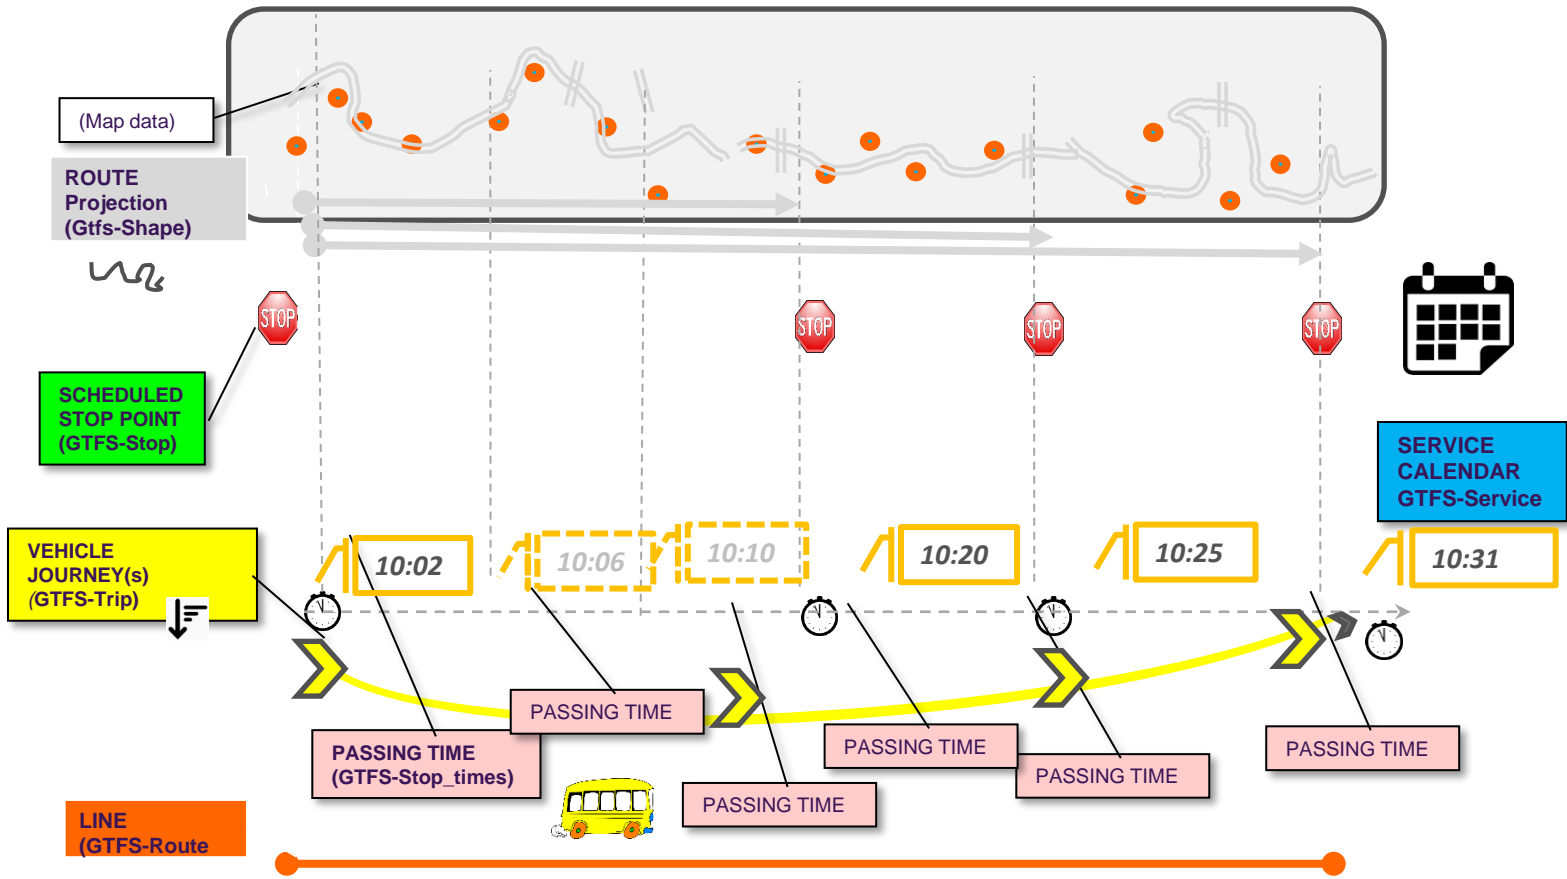 (Map data)
ROUTE
Projection
(Gtfs-Shape)
STOP
STOP
STOP
STOP
SCHEDULED
STOP POINT
(GTFS-Stop)
SERVICE
CALENDAR
GTFS-Service
VEHICLE
JOURNEY(s)
(GTFS-Trip)
10:02
10:06
10:10
10:20
10:25
10:31
PASSING TIME
PASSING TIME
(GTFS-Stop_times)
PASSING TIME
PASSING TIME
PASSING TIME
PASSING TIME
LINE
(GTFS-Route